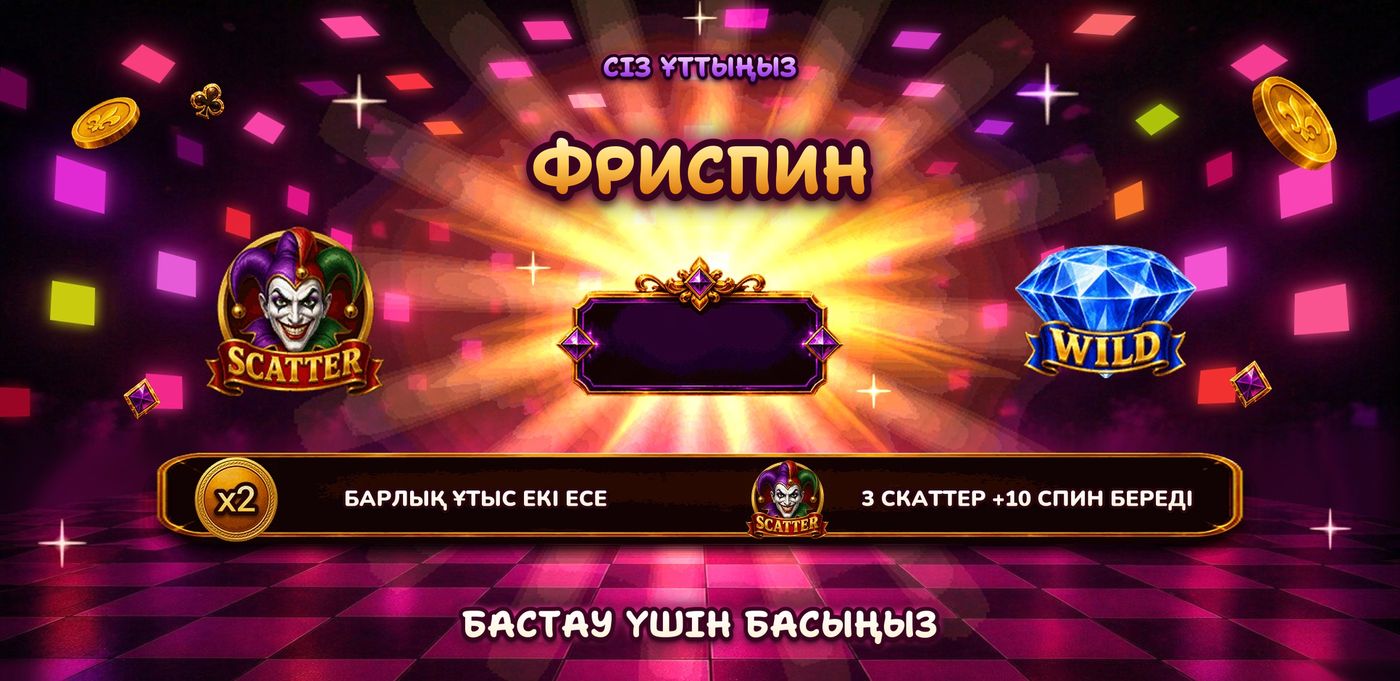 СІЗ ҰТТЫҢЫЗ
ФРИСПИН
SCATTER
WILD
x2
БАРЛЫҚ ҰТЫС ЕКІ ЕСЕ
SCATTER
3 СКАТТЕР +10 СПИН БЕРЕДІ
БАСТАУ ҮШІН БАСЫҢЫЗ